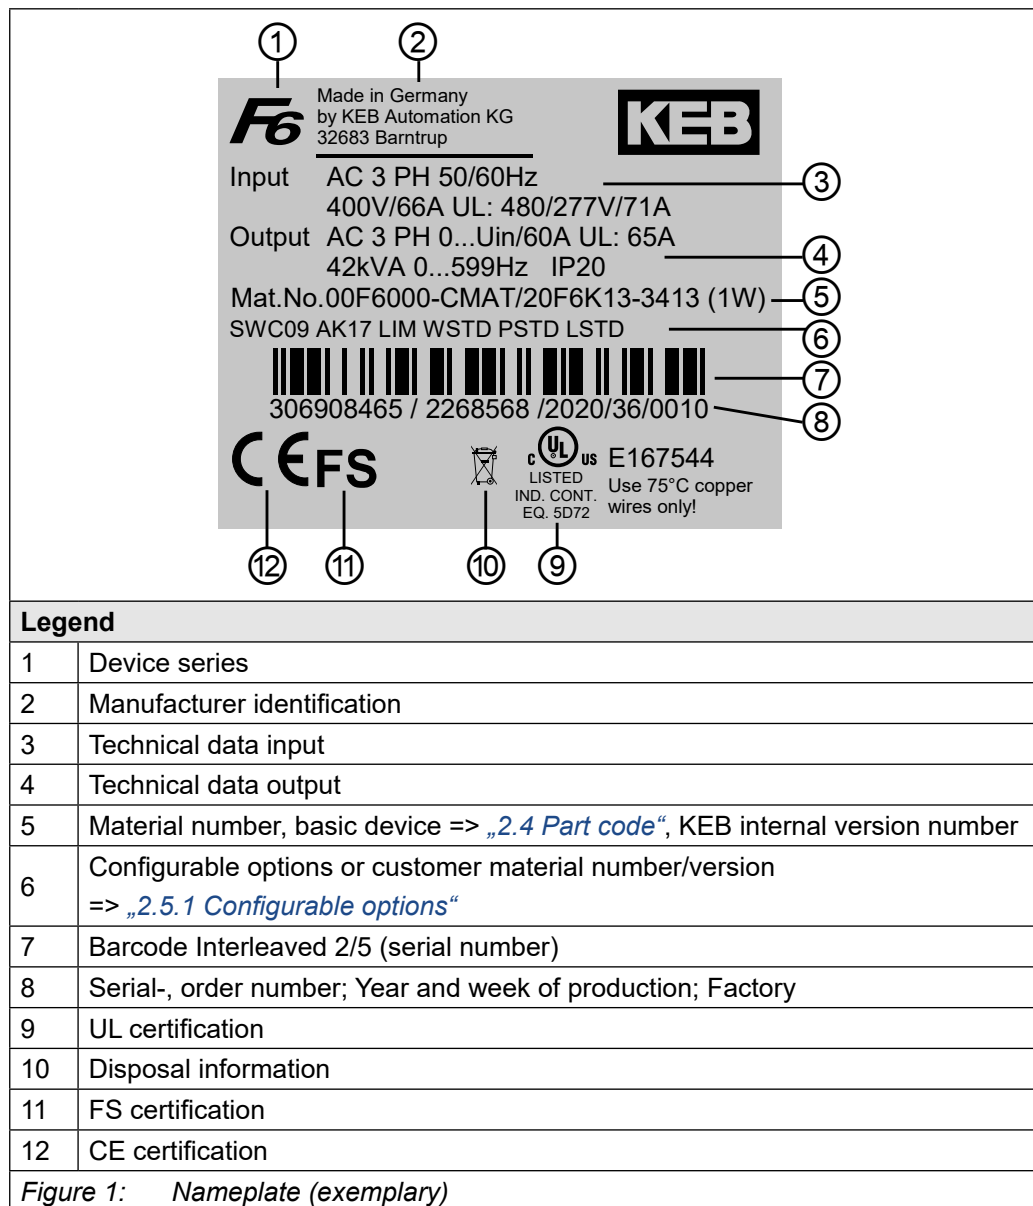 1 2
F6 Made in Germany KEB
by KEB Automation KG
32683 Barntrup
Input AC 3 PH 50/60Hz 3
400V/66A UL: 480/277V/71A
Output AC 3 PH 0...Uin/60A UL: 65A
42kVA 0...599Hz IP20 4
Mat.No.00F6000-CMAT/20F6K13-3413 (1W) 5
SWC09 AK17 LIM WSTD PSTD LSTD 6
7
306908465 / 2268568 /2020/36/0010 8
CE FS
C UL US E167544
LISTED Use 75°C copper
IND. CONT. wires only!
EQ. 5D72
12 11 10 9
Legend
1 Device series
2 Manufacturer identification
3 Technical data input
4 Technical data output
5 Material number, basic device => „2.4 Part code“, KEB internal version number
6 Configurable options or customer material number/version
=> „2.5.1 Configurable options“
7 Barcode Interleaved 2/5 (serial number)
8 Serial-, order number; Year and week of production; Factory
9 UL certification
10 Disposal information
11 FS certification
12 CE certification
Figure 1: Nameplate (exemplary)